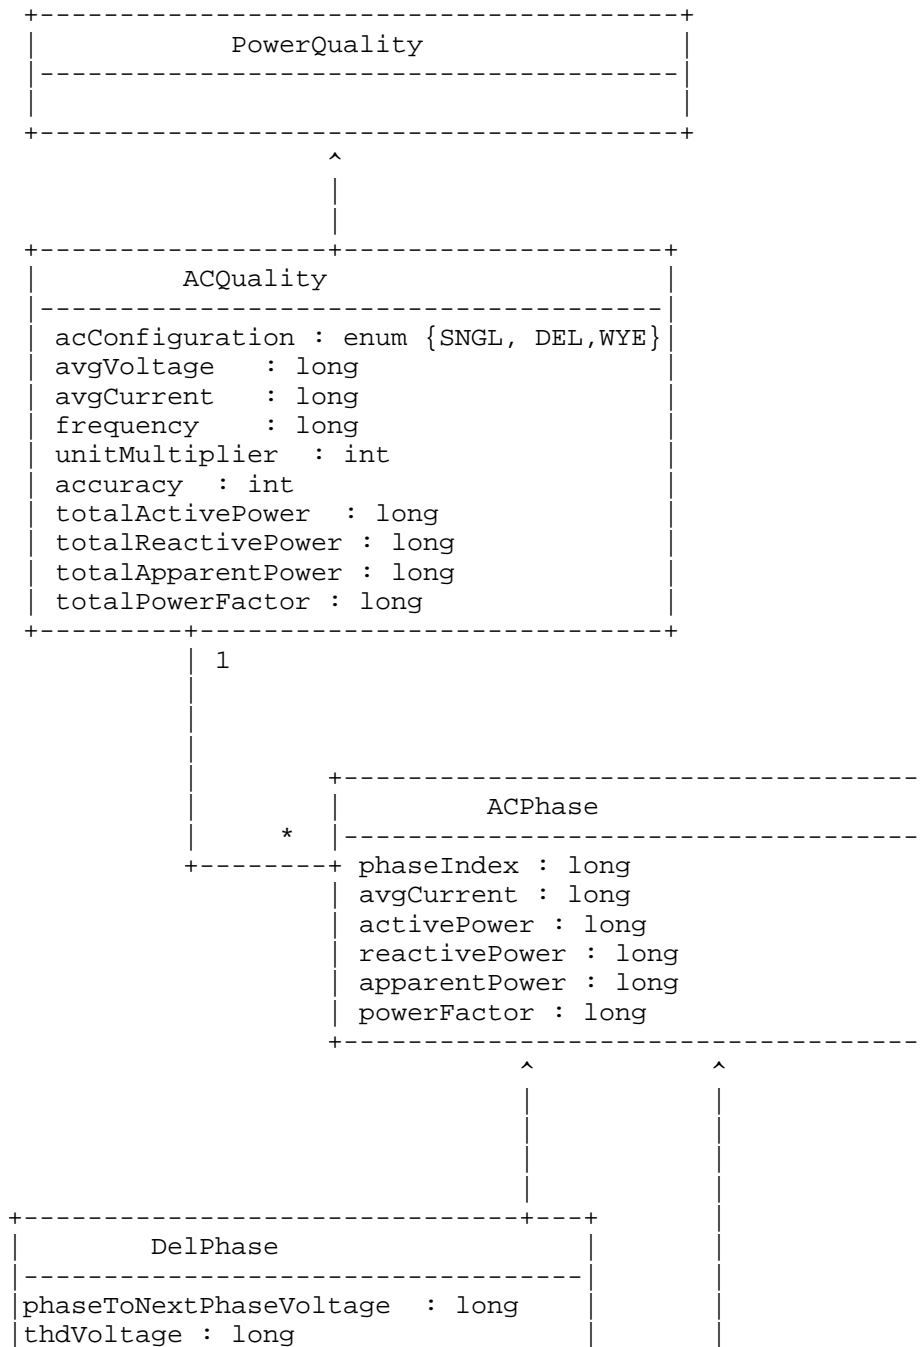 PowerQuality
ACQuality
acConfiguration : enum {SNGL, DEL,WYE}
avgVoltage   : long
avgCurrent   : long
frequency    : long
unitMultiplier  : int
accuracy  : int
totalActivePower  : long
totalReactivePower : long
totalApparentPower : long
totalPowerFactor : long
1
ACPhase
*
phaseIndex : long
avgCurrent : long
activePower : long
reactivePower : long
apparentPower : long
powerFactor : long
DelPhase
phaseToNextPhaseVoltage  : long
thdVoltage : long